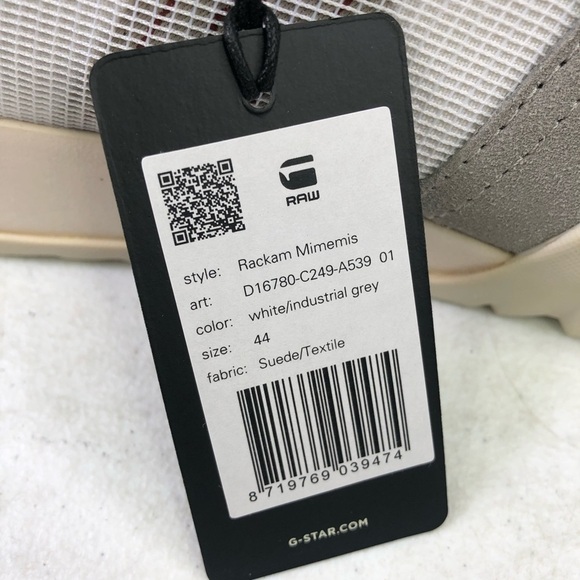 RAW
style: Rackam Mimemis
art: D16780-C249-A539 01
color: white/industrial grey
size: 44
fabric: Suede/Textile
8 719769 039474
G-STAR.COM